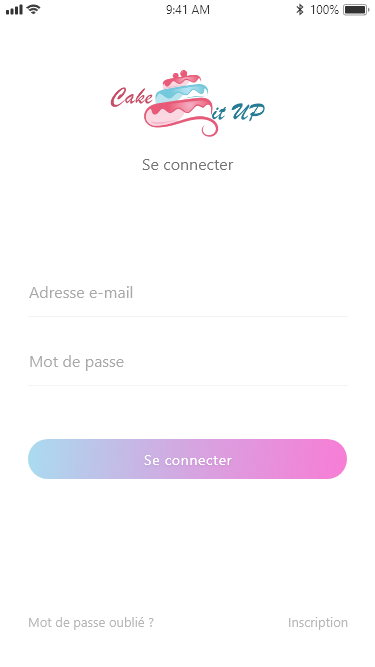 9:41 AM 100%
Cake it UP
Se connecter
Adresse e-mail
Mot de passe
Se connecter
Mot de passe oublié ? Inscription